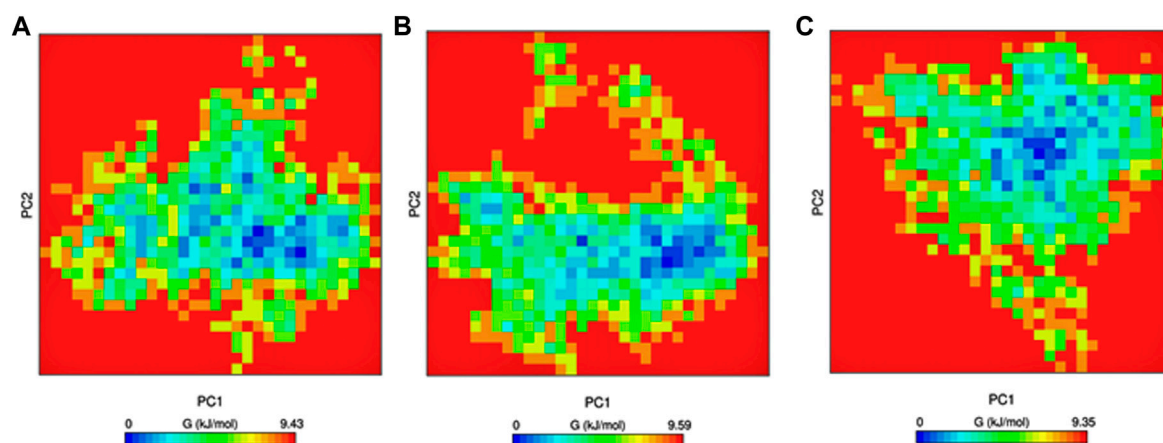 A
B
C
PC2
PC2
PC2
PC1
PC1
PC1
G (kJ/mol)
0
9.43
G (kJ/mol)
0
9.59
G (kJ/mol)
0
9.35